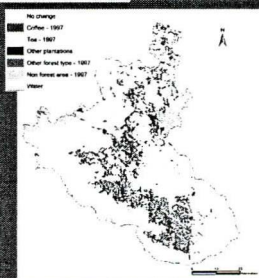 No change
Coffee - 1997
Tea - 1997
Other plantations
Other forest type - 1997
Non forest area - 1997
Water
N